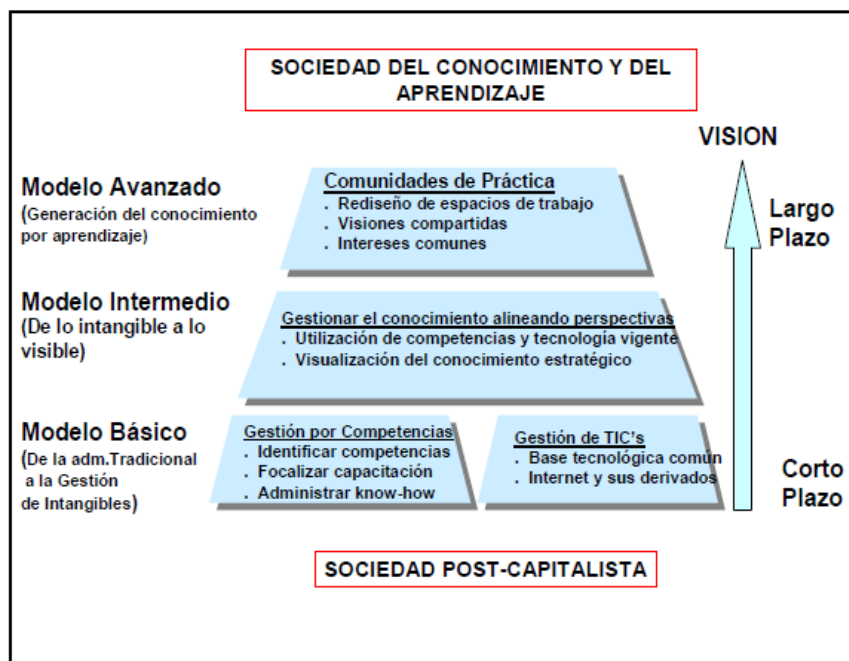 SOCIEDAD DEL CONOCIMIENTO Y DEL
APRENDIZAJE
VISION
Modelo Avanzado
(Generación del conocimiento
por aprendizaje)
Comunidades de Práctica
. Rediseño de espacios de trabajo
. Visiones compartidas
. Intereses comunes
Largo
Plazo
Modelo Intermedio
(De lo intangible a lo
visible)
Gestionar el conocimiento alineando perspectivas
. Utilización de competencias y tecnología vigente
. Visualización del conocimiento estratégico
Modelo Básico
(De la adm.Tradicional
a la Gestión
de Intangibles)
Gestión por Competencias
. Identificar competencias
. Focalizar capacitación
. Administrar know-how
Gestión de TIC's
. Base tecnológica común
. Internet y sus derivados
Corto
Plazo
SOCIEDAD POST-CAPITALISTA